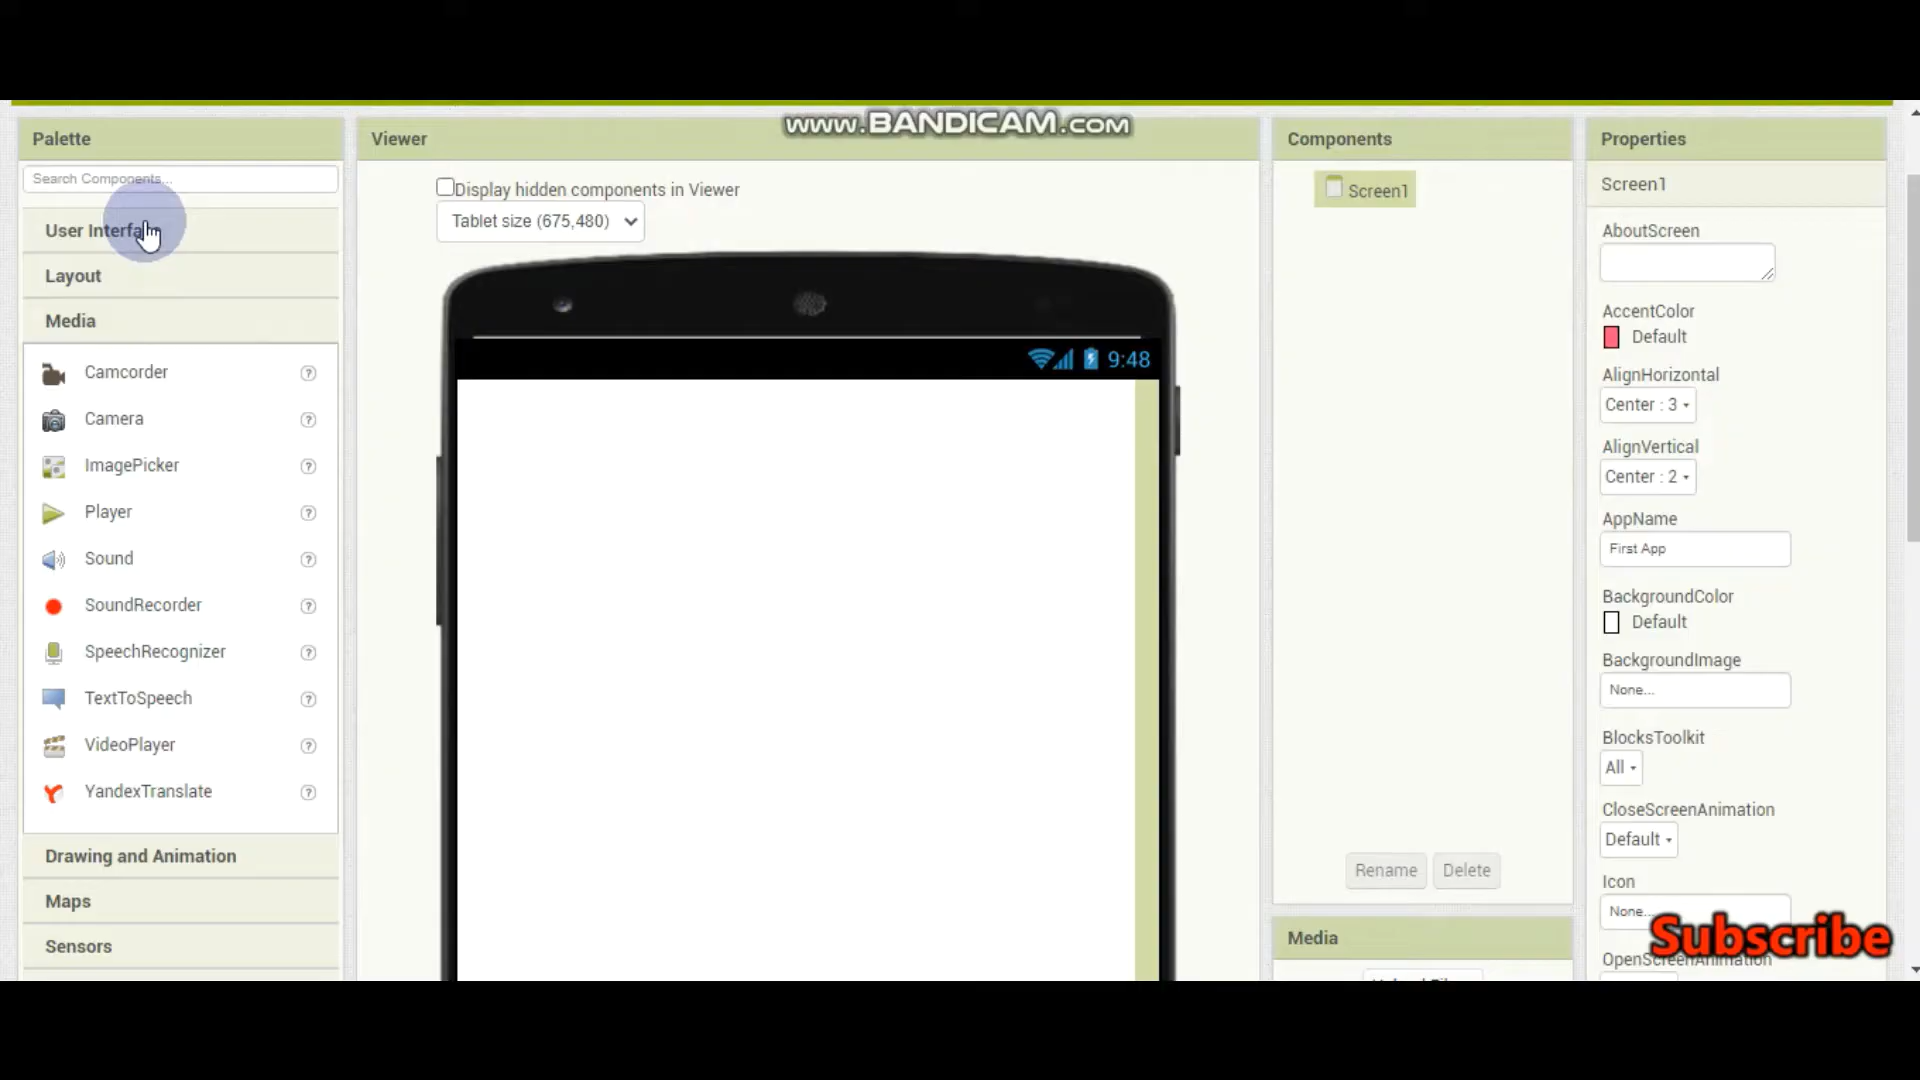 www.BANDICAM.com
Palette
Search Components...
User Interfa
Layout
Media
Camcorder
Camera
ImagePicker
Player
Sound
SoundRecorder
SpeechRecognizer
TextToSpeech
VideoPlayer
YandexTranslate
Drawing and Animation
Maps
Sensors
Viewer
Display hidden components in Viewer
Tablet size (675,480)
9:48
Components
Screen1
Rename Delete
Media
Properties
Screen1
AboutScreen
AccentColor
Default
AlignHorizontal
Center : 3
AlignVertical
Center : 2
AppName
First App
BackgroundColor
Default
BackgroundImage
None...
BlocksToolkit
All
CloseScreenAnimation
Default
Icon
None...
Subscribe
OpenScreenAnimation